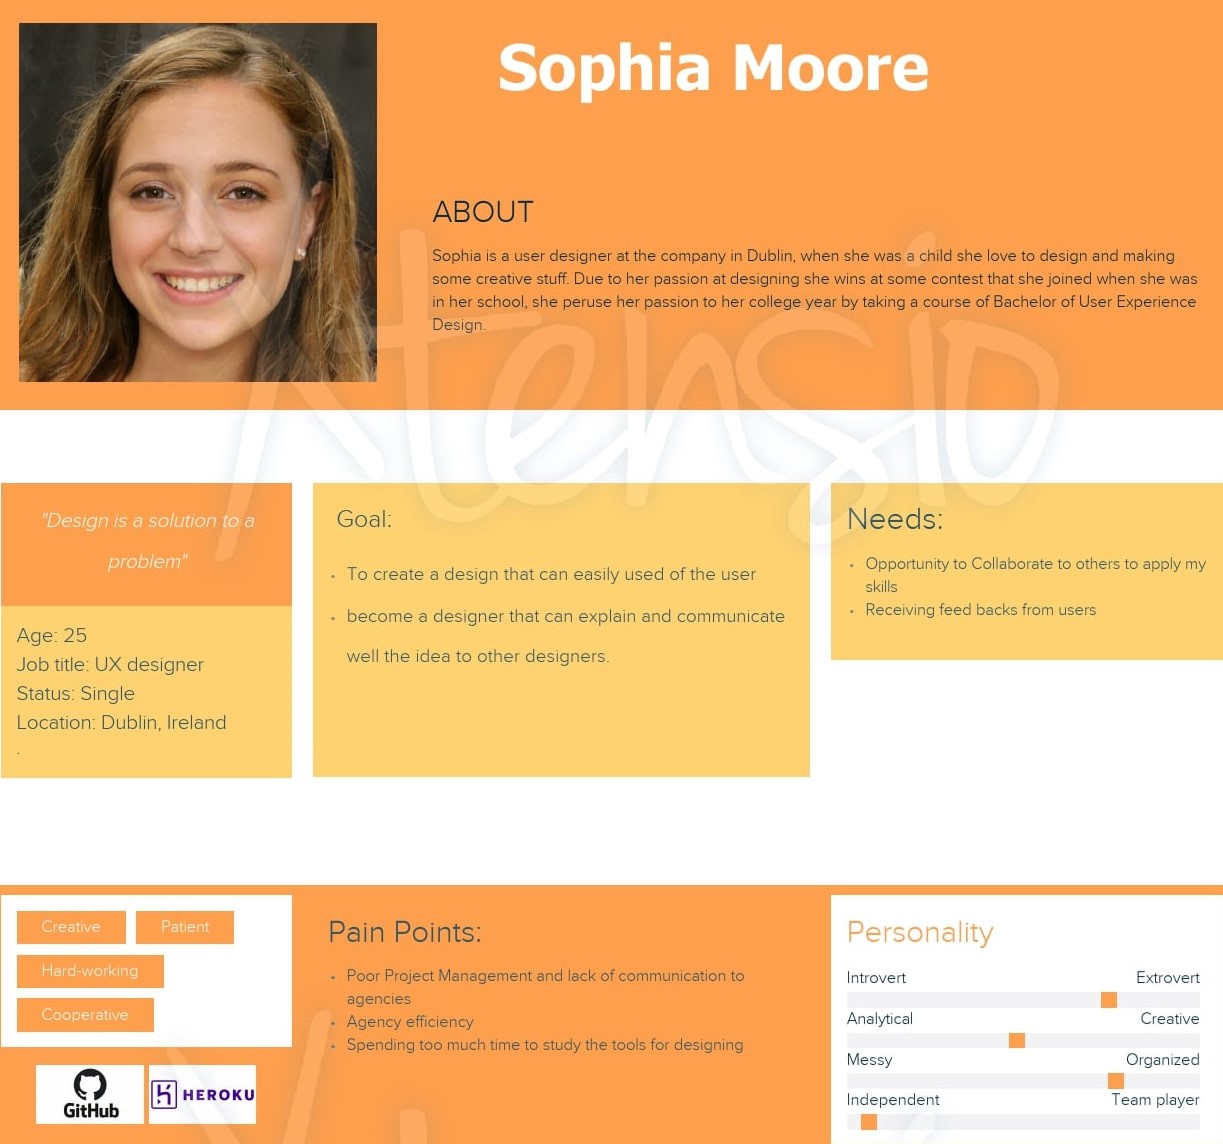 Sophia Moore
ABOUT
Sophia is a user designer at the company in Dublin, when she was a child she love to design and making
some creative stuff. Due to her passion at designing she wins at some contest that she joined when she was
in her school, she peruse her passion to her college year by taking a course of Bachelor of User Experience
Design.
Xtensio
"Design is a solution to a
problem"
Age: 25
Job title: UX designer
Status: Single
Location: Dublin, Ireland
.
Goal:
• To create a design that can easily used of the user
• become a designer that can explain and communicate
well the idea to other designers.
Needs:
• Opportunity to Collaborate to others to apply my
skills
• Receiving feed backs from users
Creative
Patient
Hard-working
Cooperative
GitHub
HEROKU
Pain Points:
• Poor Project Management and lack of communication to
agencies
• Agency efficiency
• Spending too much time to study the tools for designing
Personality
Introvert Extrovert
Analytical Creative
Messy Organized
Independent Team player